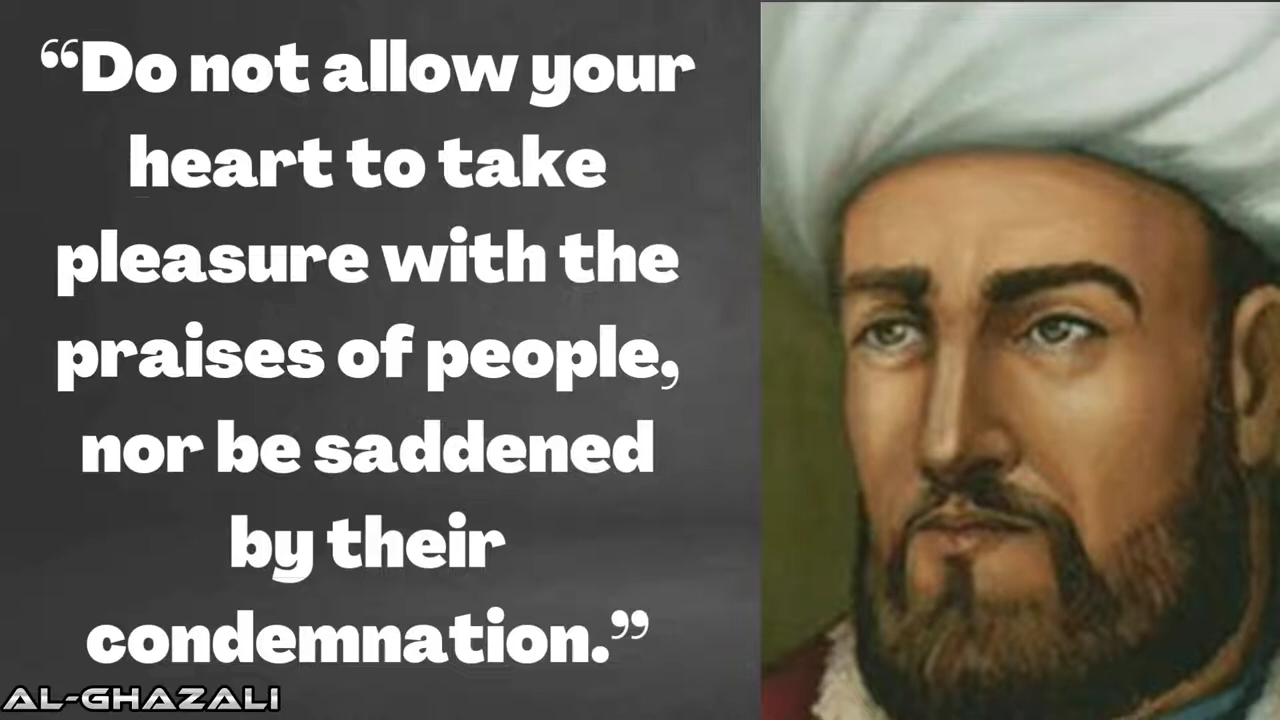 “Do not allow your
heart to take
pleasure with the
praises of people,
nor be saddened
by their
condemnation.”
AL-GHAZALI